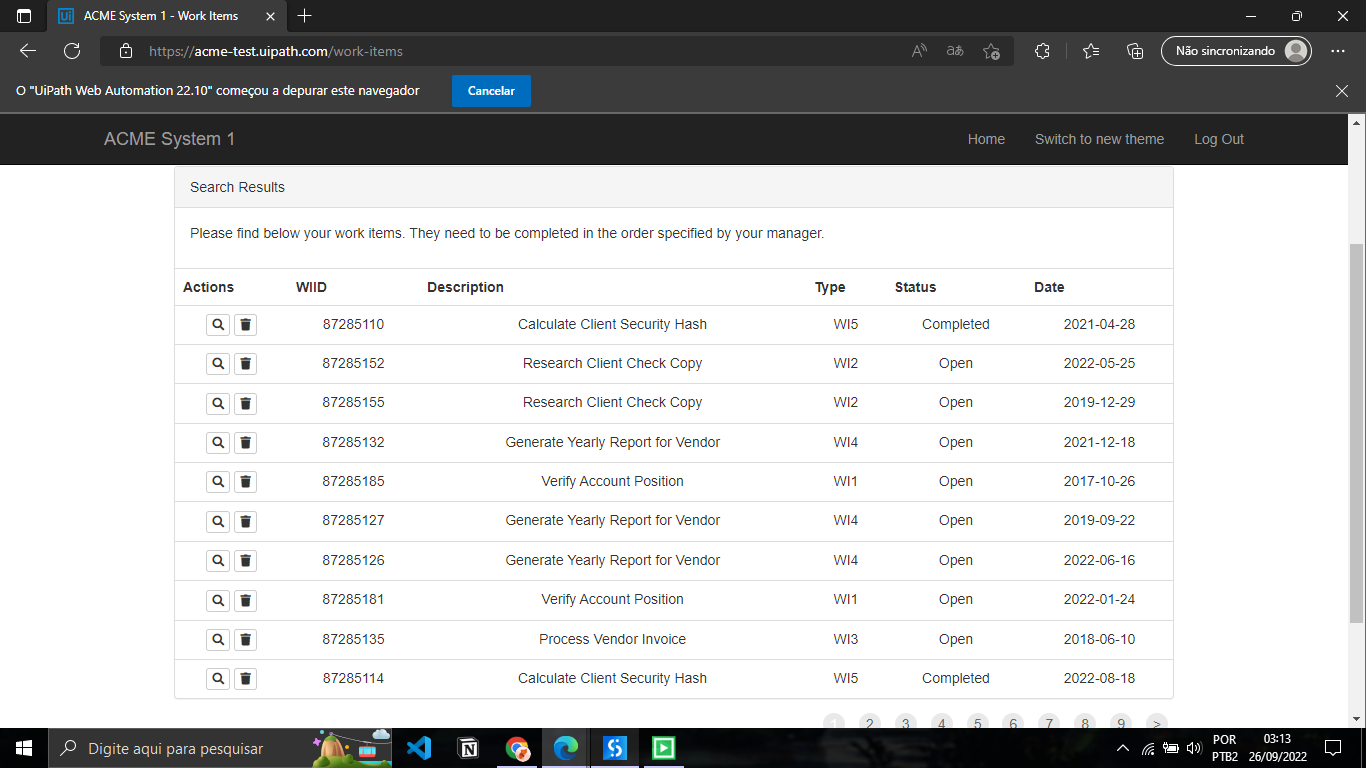 ACME System 1 - Work Items
https://acme-test.uipath.com/work-items
Não sincronizando
O "UiPath Web Automation 22.10" começou a depurar este navegador
Cancelar
ACME System 1
Home
Switch to new theme
Log Out
Search Results
Please find below your work items. They need to be completed in the order specified by your manager.
Actions WIID Description Type Status Date
87285110 Calculate Client Security Hash WI5 Completed 2021-04-28
87285152 Research Client Check Copy WI2 Open 2022-05-25
87285155 Research Client Check Copy WI2 Open 2019-12-29
87285132 Generate Yearly Report for Vendor WI4 Open 2021-12-18
87285185 Verify Account Position WI1 Open 2017-10-26
87285127 Generate Yearly Report for Vendor WI4 Open 2019-09-22
87285126 Generate Yearly Report for Vendor WI4 Open 2022-06-16
87285181 Verify Account Position WI1 Open 2022-01-24
87285135 Process Vendor Invoice WI3 Open 2018-06-10
87285114 Calculate Client Security Hash WI5 Completed 2022-08-18
1 2 3 4 5 6 7 8 9 >
Digite aqui para pesquisar
POR
PTB2
03:13
26/09/2022